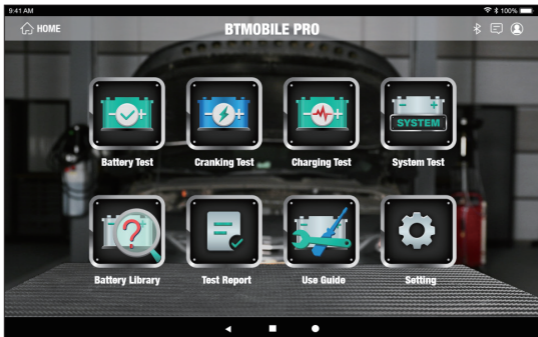 9:41 AM
100%
HOME
BTMOBILE PRO
Battery Test
Cranking Test
Charging Test
SYSTEM
System Test
Battery Library
Test Report
Use Guide
Setting